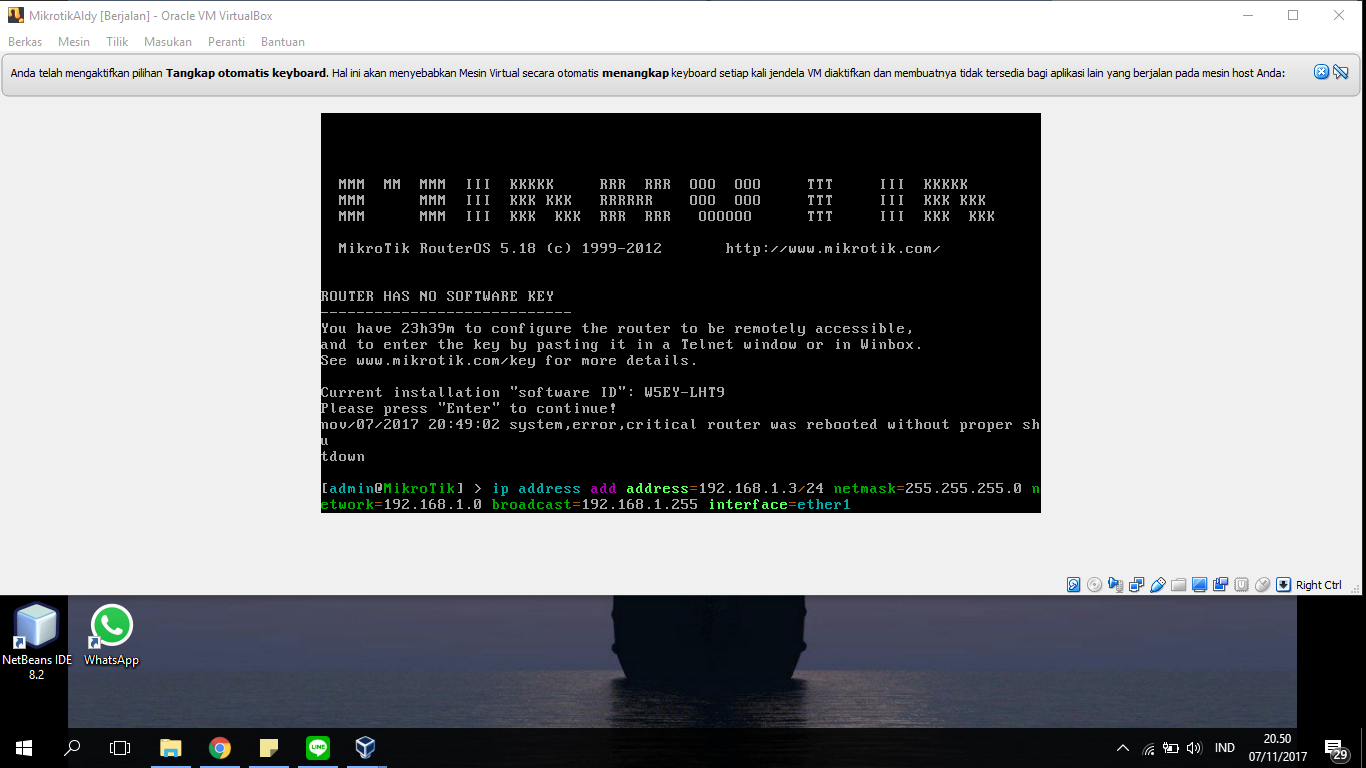 MikrotikAldy [Berjalan] - Oracle VM VirtualBox
Berkas Mesin Tilik Masukan Peranti Bantuan
Anda telah mengaktifkan pilihan Tangkap otomatis keyboard. Hal ini akan menyebabkan Mesin Virtual secara otomatis menangkap keyboard setiap kali jendela VM diaktifkan dan membuatnya tidak tersedia bagi aplikasi lain yang berjalan pada mesin host Anda:
MMM  MM  MMM  III  KKKKK     RRR  RRR  OOO  OOO     TTT     III  KKKKK
MMM      MMM  III  KKK KKK   RRRRRR    OOO  OOO     TTT     III  KKK KKK
MMM      MMM  III  KKK  KKK  RRR  RRR   OOOOOO      TTT     III  KKK  KKK
MikroTik RouterOS 5.18 (c) 1999-2012       http://www.mikrotik.com/
ROUTER HAS NO SOFTWARE KEY
----------------------------
You have 23h39m to configure the router to be remotely accessible,
and to enter the key by pasting it in a Telnet window or in Winbox.
See www.mikrotik.com/key for more details.
Current installation "software ID": W5EY-LHT9
Please press "Enter" to continue!
nov/07/2017 20:49:02 system,error,critical router was rebooted without proper sh
u
tdown
[admin@MikroTik] > ip address add address=192.168.1.3/24 netmask=255.255.255.0 n
etwork=192.168.1.0 broadcast=192.168.1.255 interface=ether1
Right Ctrl
NetBeans IDE
8.2
WhatsApp
LINE
IND
20.50
07/11/2017
29